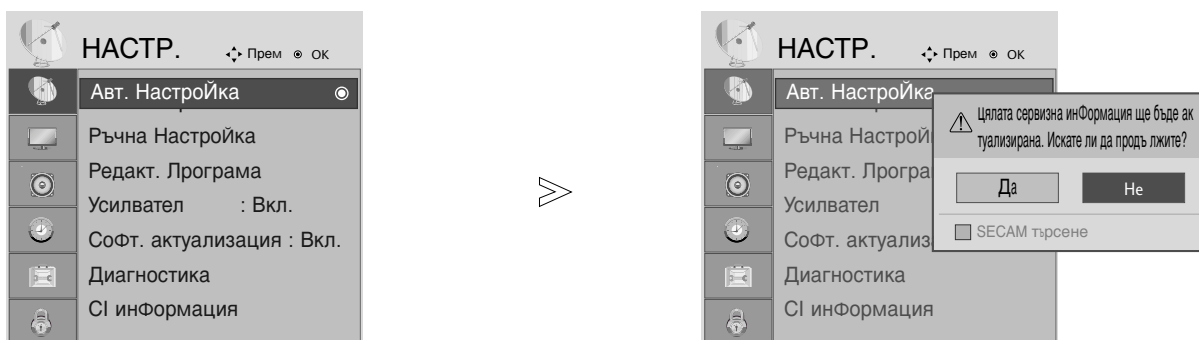 НАСТР. Прем ОК
Авт. НастроЙка
Ръчна НастроЙка
Редакт. Програма
Усилвател : Вкл.
СоФт. актуализация : Вкл.
Диагностика
CI инФормация
НАСТР. Прем ОК
Авт. НастроЙка
Ръчна НастроЙ
Редакт. Програ
Усилвател
СоФт. актуализ
Диагностика
CI инФормация
Цялата сервизна инФормация ще бъде ак
туализирана. Искате ли да продъ лжите?
Да Не
SECAM търсене